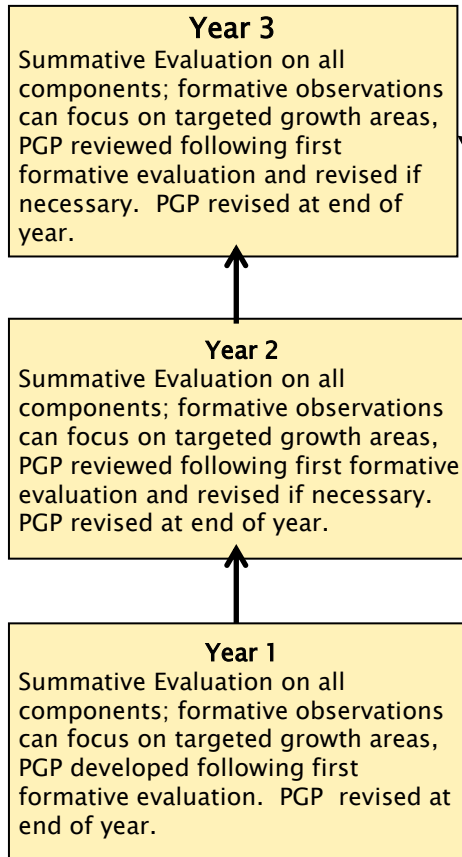 Year 3
Summative Evaluation on all
components; formative observations
can focus on targeted growth areas,
PGP reviewed following first
formative evaluation and revised if
necessary.  PGP revised at end of
year.
Year 2
Summative Evaluation on all
components; formative observations
can focus on targeted growth areas,
PGP reviewed following first formative
evaluation and revised if necessary.
PGP revised at end of year.
Year 1
Summative Evaluation on all
components; formative observations
can focus on targeted growth areas,
PGP developed following first
formative evaluation.  PGP  revised at
end of year.